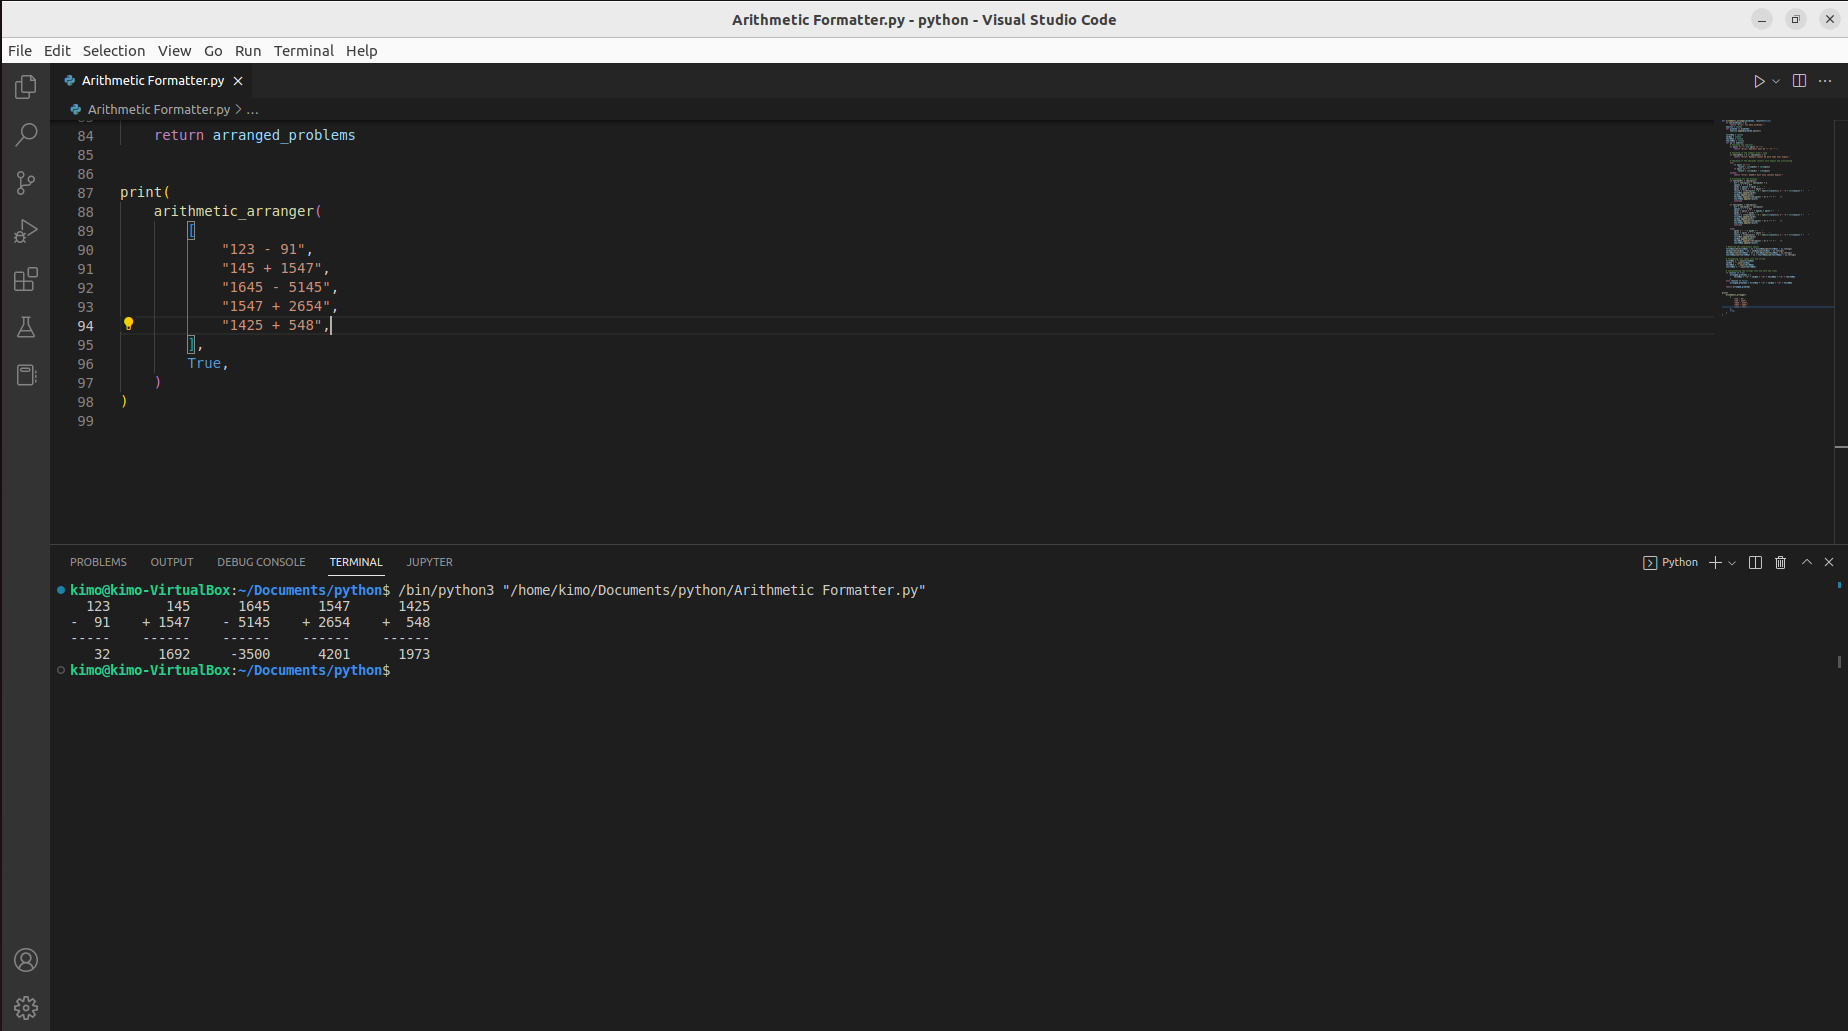 Arithmetic Formatter.py - python - Visual Studio Code
File Edit Selection View Go Run Terminal Help
Arithmetic Formatter.py
Arithmetic Formatter.py > ...
84     return arranged_problems
85
86
87 print(
88     arithmetic_arranger(
89         [
90             "123 - 91",
91             "145 + 1547",
92             "1645 - 5145",
93             "1547 + 2654",
94             "1425 + 548",
95         ],
96         True,
97     )
98 )
99
PROBLEMS OUTPUT DEBUG CONSOLE TERMINAL JUPYTER Python
kimo@kimo-VirtualBox:~/Documents/python$ /bin/python3 "/home/kimo/Documents/python/Arithmetic Formatter.py"
  123       145      1645      1547      1425
-  91    + 1547    - 5145    + 2654    +  548
-----    ------    ------    ------    ------
   32      1692     -3500      4201      1973
kimo@kimo-VirtualBox:~/Documents/python$